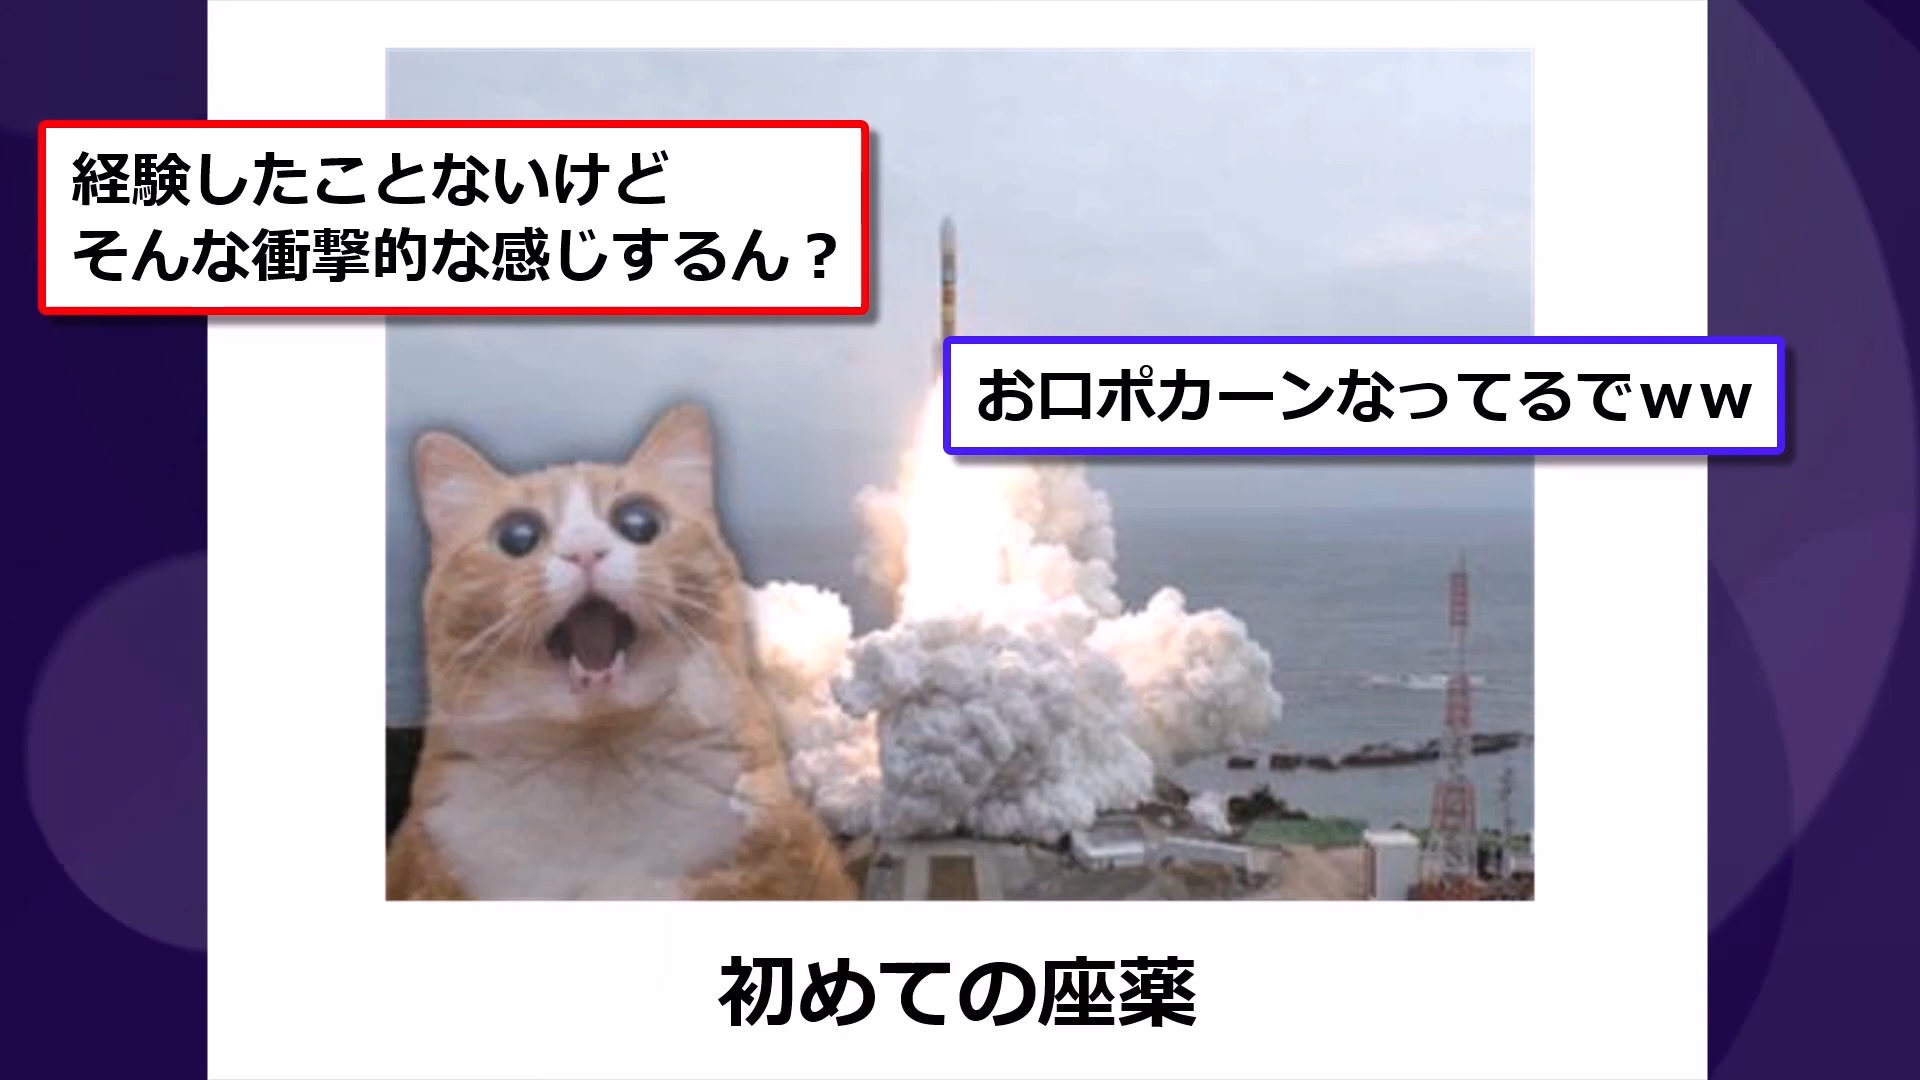 経験したことないけど
そんな衝撃的な感じするん？
お口ポカーンなってるでｗｗ
初めての座薬